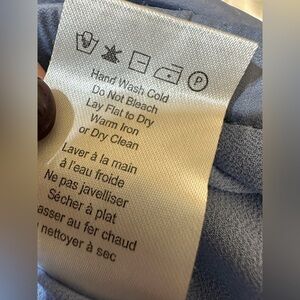 P
Hand Wash Cold
Do Not Bleach
Lay Flat to Dry
Warm Iron
or Dry Clean
Laver à la main
à l'eau froide
Ne pas javelliser
Sécher à plat
asser au fer chaud
nettoyer à sec